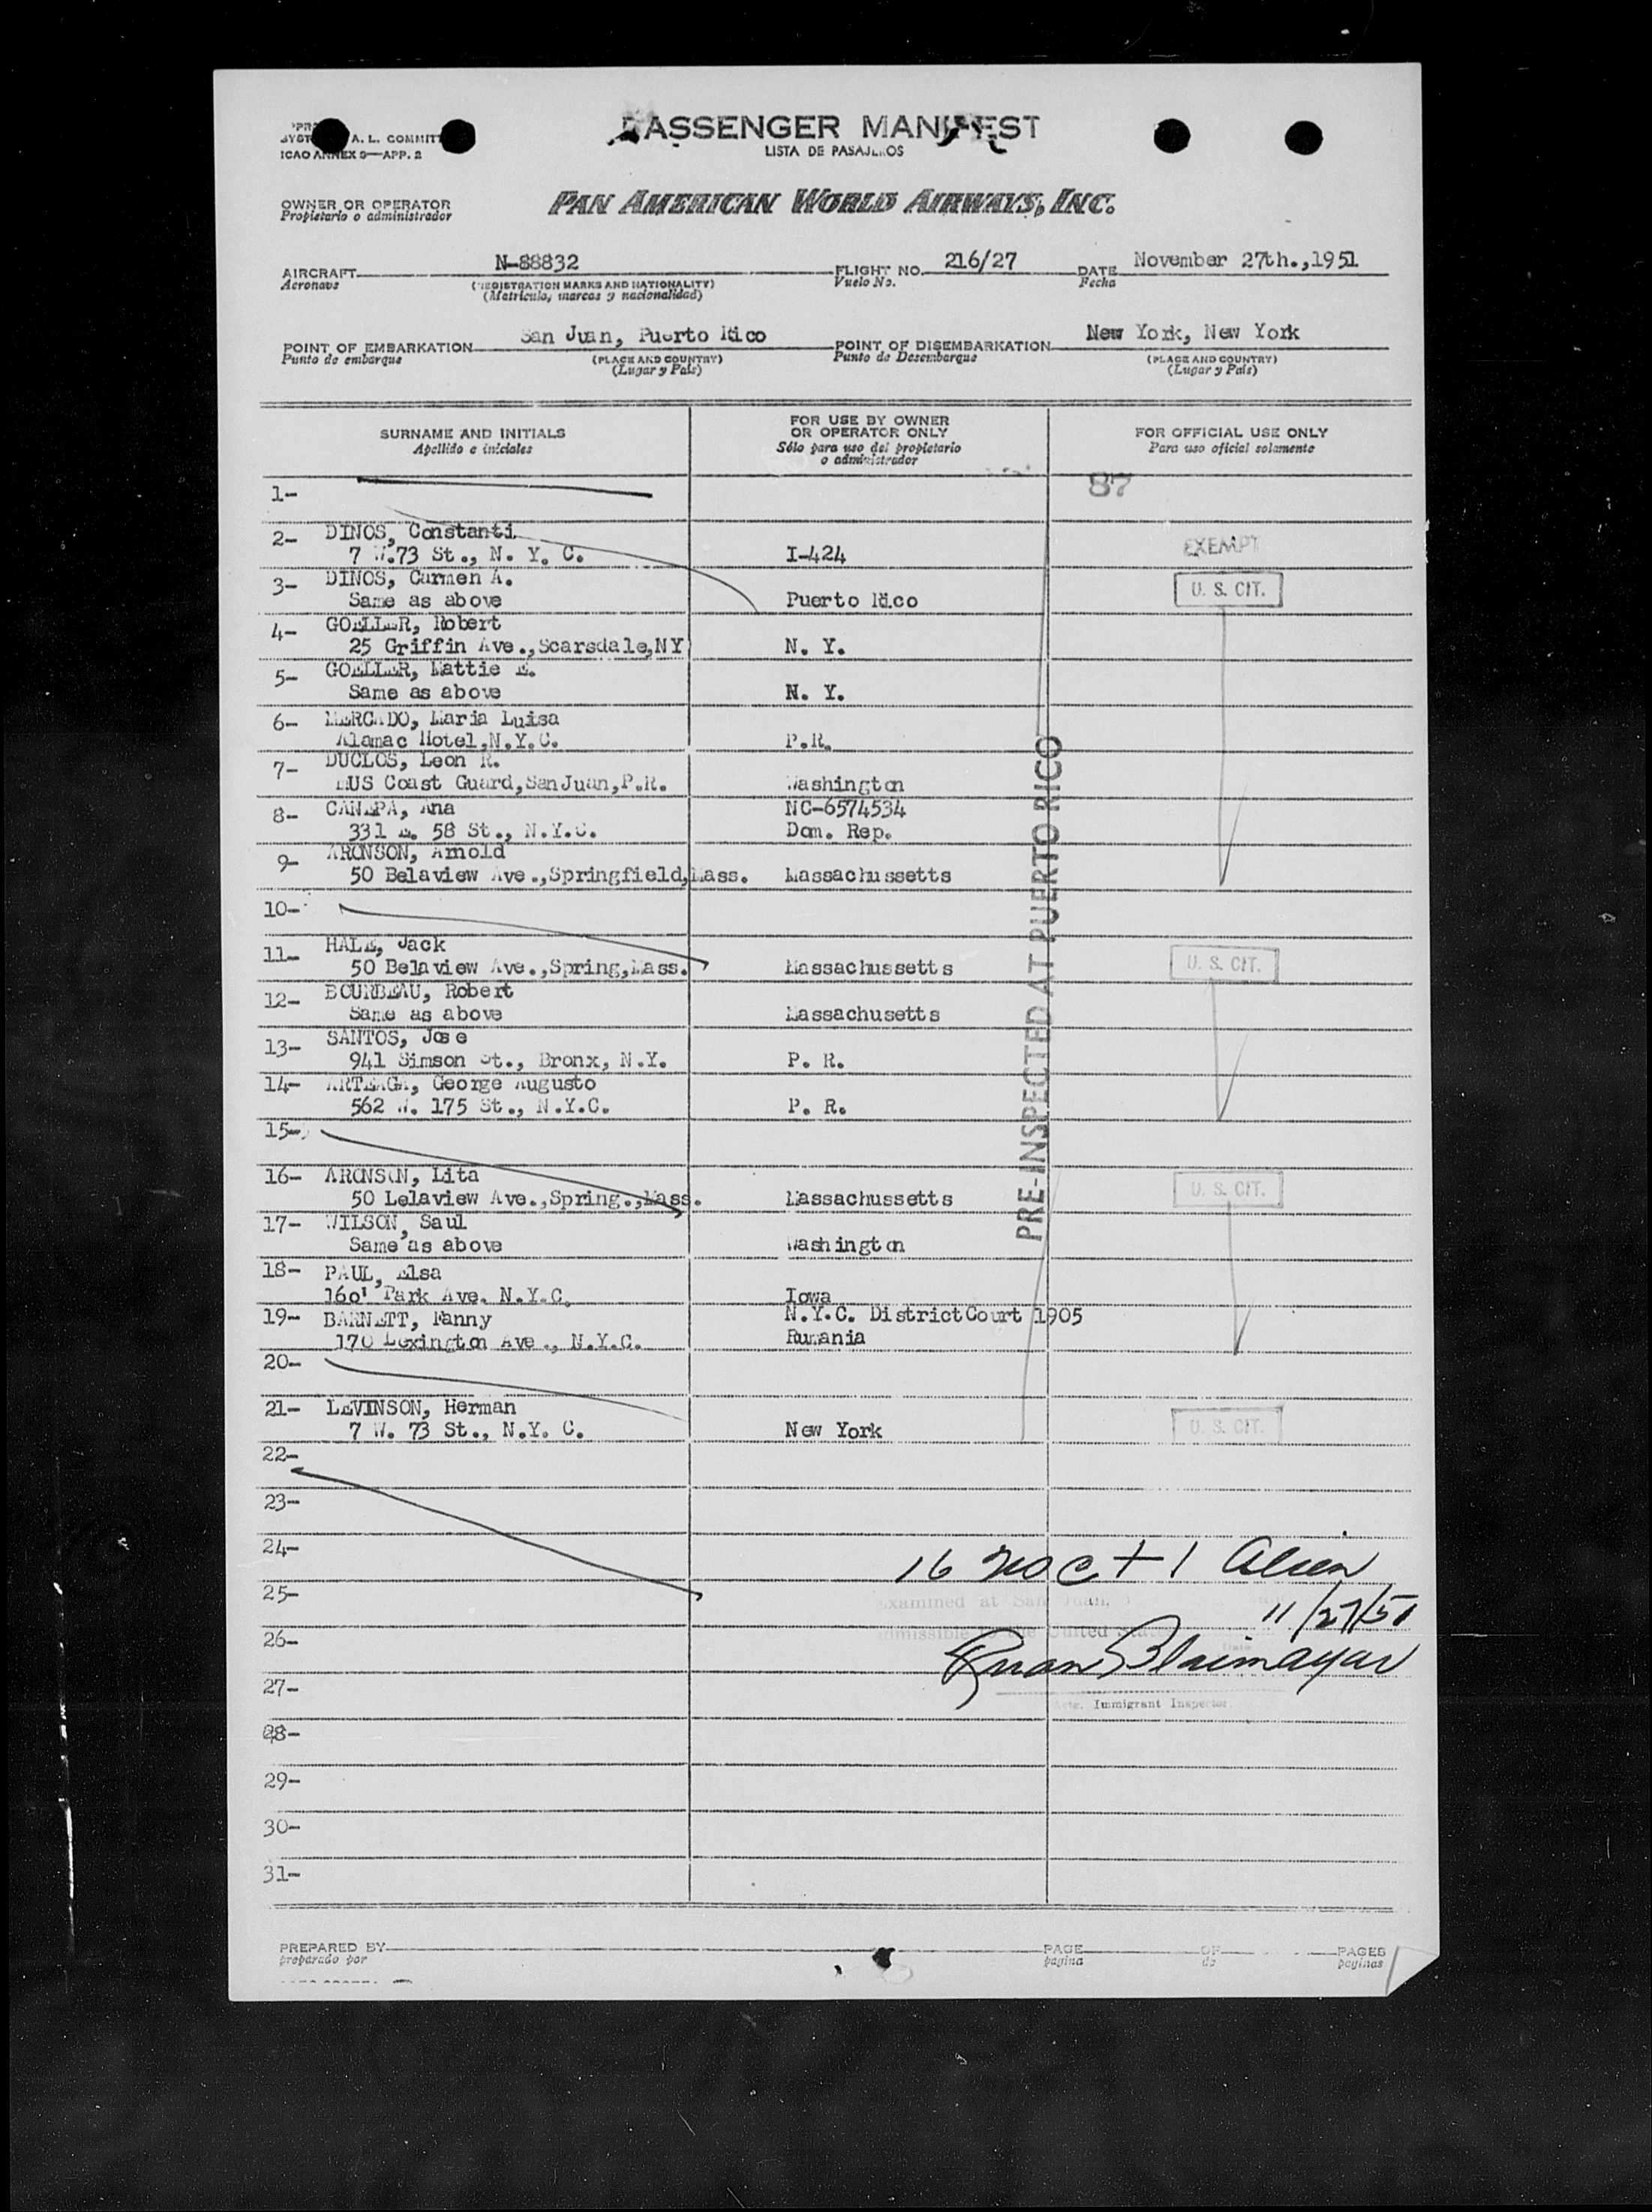 A. L. COMMITT
ICAO ANNEX 9—APP. 2
PASSENGER MANIFEST
LISTA DE PASAJEROS
OWNER OR OPERATOR
Propietario o administrador
PAN AMERICAN WORLD AIRWAYS, INC.
AIRCRAFT N-88832 FLIGHT NO. 216/27 DATE November 27th.,1951
Aeronave (REGISTRATION MARKS AND NATIONALITY) Vuelo No. Fecha
(Matrícula, marcas y nacionalidad)
POINT OF EMBARKATION San Juan, Puerto Rico POINT OF DISEMBARKATION New York, New York
Punto de embarque (PLACE AND COUNTRY) Punto de Desembarque (PLACE AND COUNTRY)
(Lugar y País) (Lugar y País)
SURNAME AND INITIALS
Apellido e iniciales
FOR USE BY OWNER
OR OPERATOR ONLY
Sólo para uso del propietario
o administrador
FOR OFFICIAL USE ONLY
Para uso oficial solamente
1- 87
2- DINOS, Constanti
7 W.73 St., N. Y. C. I-424 EXEMPT
3- DINOS, Carmen A.
Same as above Puerto Rico U. S. CIT.
4- GOELLER, Robert
25 Griffin Ave.,Scarsdale,NY N. Y.
5- GOELLER, Mattie E.
Same as above N. Y.
6- MERCADO, Maria Luisa
Alamac Hotel,N.Y.C. P.R.
7- DUCLOS, Leon R.
US Coast Guard,SanJuan,P.R. Washington
8- CANEPA, Ana NC-6574534
331 E. 58 St., N.Y.C. Dom. Rep.
9- ARONSON, Arnold
50 Belaview Ave.,Springfield,Mass. Massachussetts
10-
11- HALE, Jack
50 Belaview Ave.,Spring,Mass. Massachussetts U. S. CIT.
12- BOURBEAU, Robert
Same as above Massachusetts
13- SANTOS, Jose
941 Simson St., Bronx, N.Y. P. R.
14- ARTEAGA, George Augusto
562 W. 175 St., N.Y.C. P. R.
15-
16- ARONSON, Lita
50 Lelaview Ave.,Spring.,Mass. Massachussetts U. S. CIT.
17- WILSON, Saul
Same as above Washington
18- PAUL, Elsa
Park Ave. N.Y.C. Iowa
19- BARNETT, Fanny N.Y.C. DistrictCourt 1905
170 Lexington Ave., N.Y.C. Rumania
20-
21- LEVINSON, Herman
7 W. 73 St., N.Y. C. New York U. S. CIT.
PRE-INSPECTED AT PUERTO RICO
22-
23-
24- 16 + 1 Alien
25- Examined at San Juan,
11/27/51
26- the United States
27- Immigrant Inspector
28-
29-
30-
31-
PREPARED BY PAGE OF PAGES
preparado por página de páginas